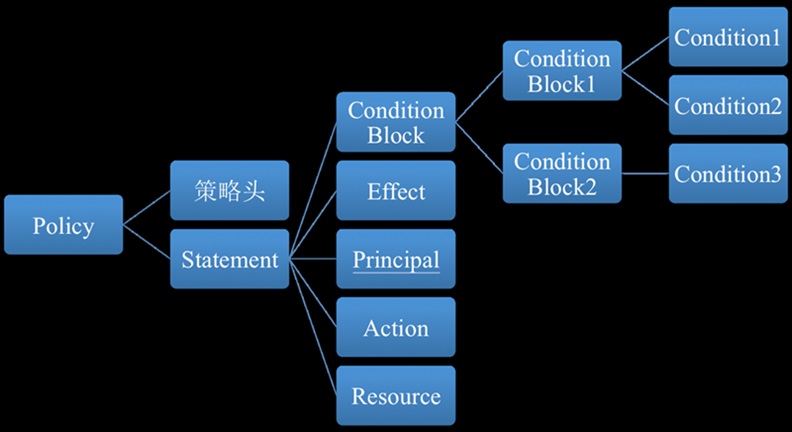 Policy
策略头
Statement
Condition
Block
Effect
Principal
Action
Resource
Condition
Block1
Condition
Block2
Condition1
Condition2
Condition3